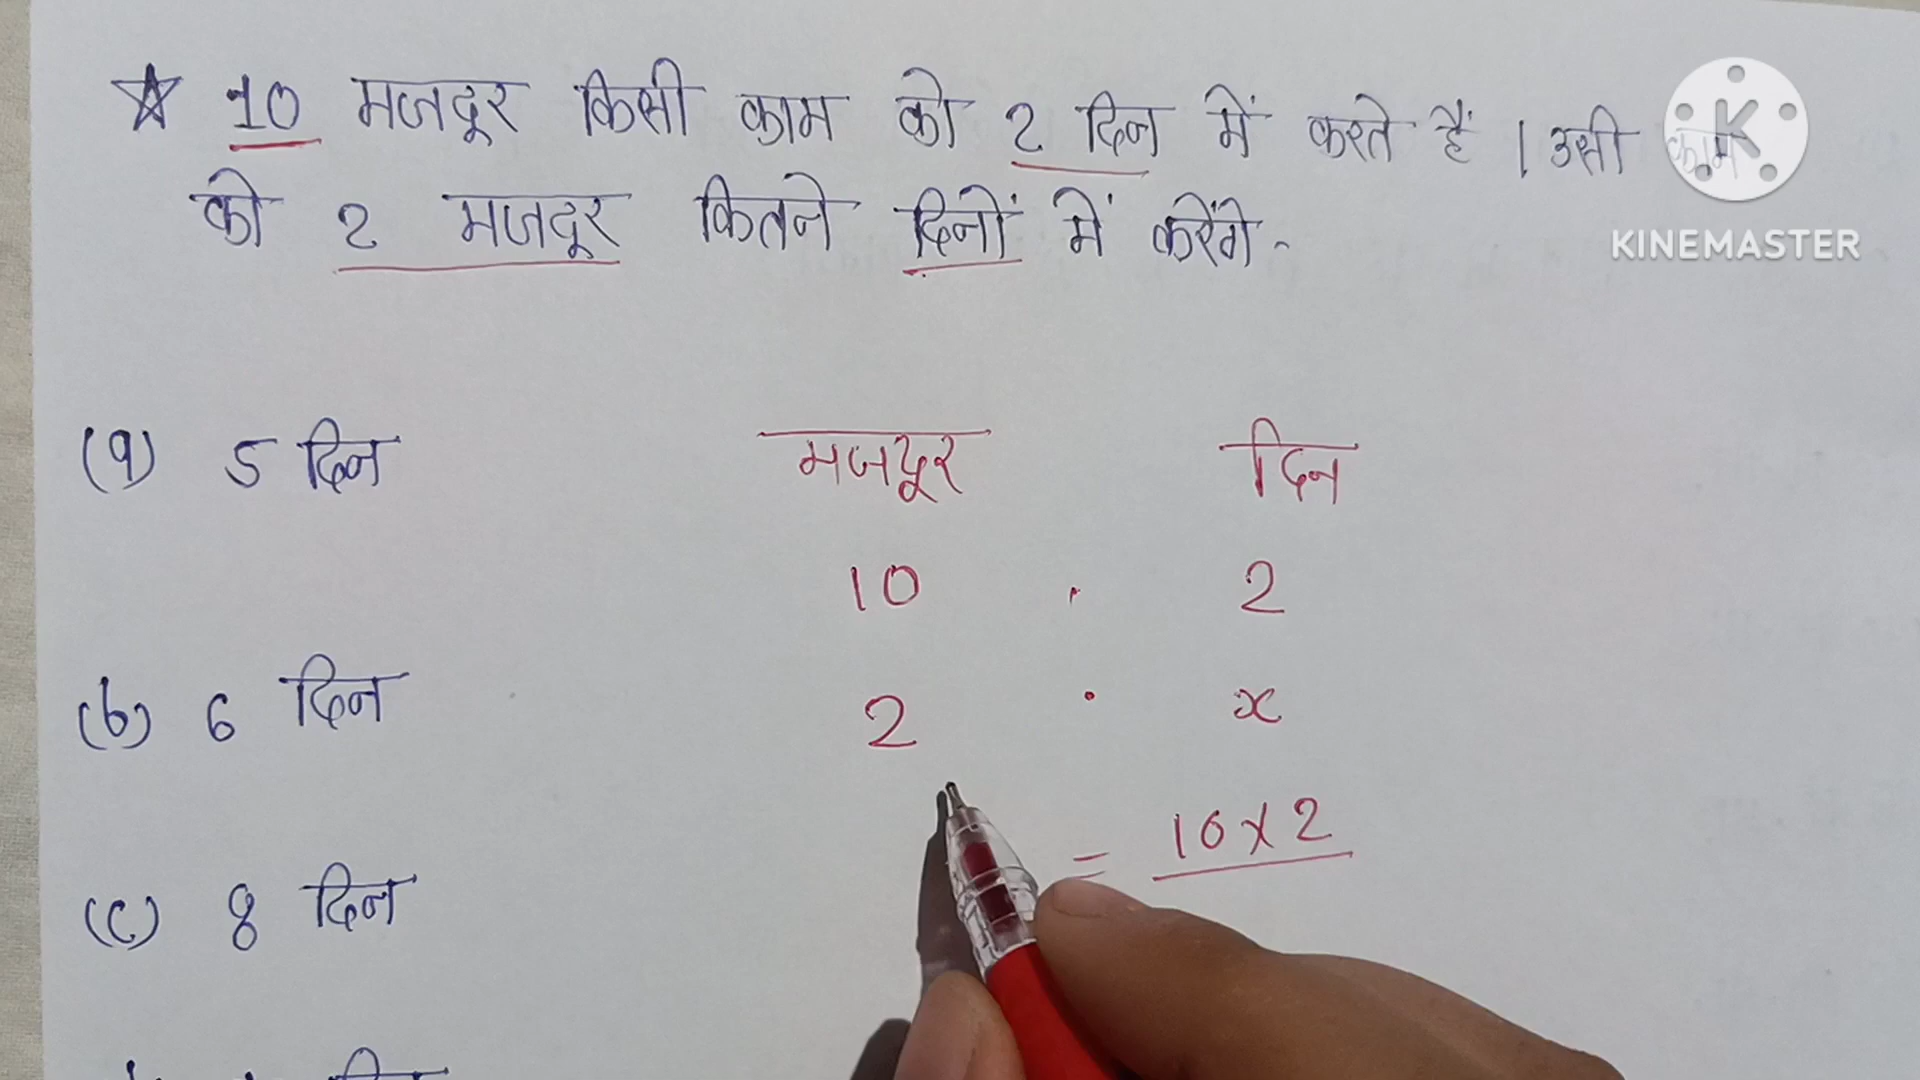 ☆ 10 मजदूर किसी काम को 2 दिन में करते हैं । उसी काम
को 2 मजदूर कितने दिनों में करेंगे -
KINEMASTER
(a) 5 दिन
मजदूर दिन
10 . 2
(b) 6 दिन
2 . x
= 10 x 2
(c) 8 दिन